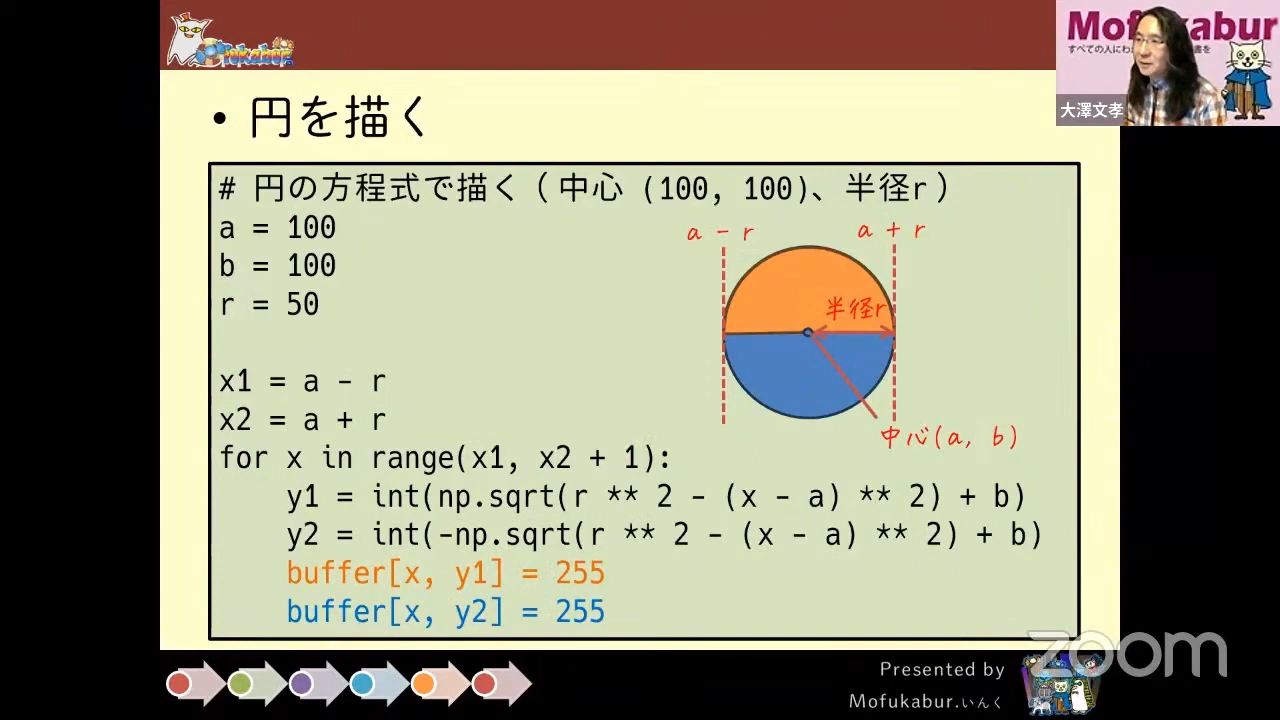 Mofukabur
Mofukabur
大澤文孝
• 円を描く
# 円の方程式で描く（中心 (100, 100)、半径r）
a = 100
b = 100
r = 50
a - r
a + r
半径r
中心(a, b)
x1 = a - r
x2 = a + r
for x in range(x1, x2 + 1):
    y1 = int(np.sqrt(r ** 2 - (x - a) ** 2) + b)
    y2 = int(-np.sqrt(r ** 2 - (x - a) ** 2) + b)
    buffer[x, y1] = 255
    buffer[x, y2] = 255
zoom
Presented by
Mofukabur.いんく